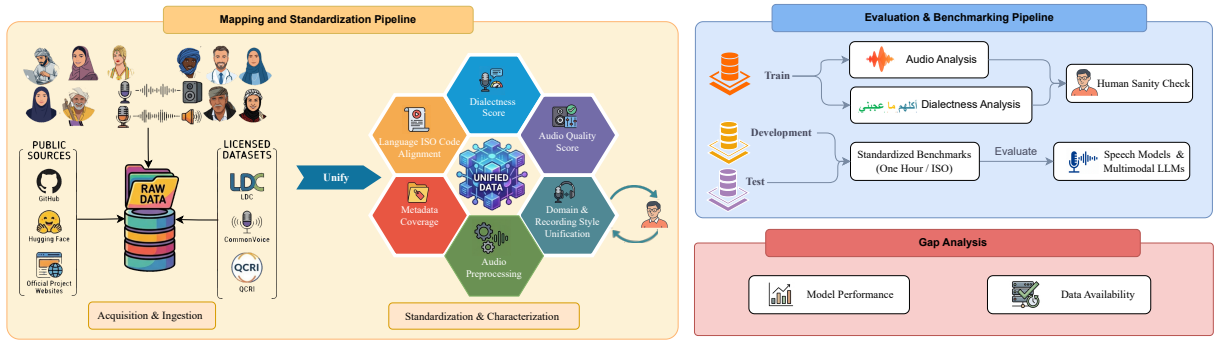 Mapping and Standardization Pipeline
PUBLIC
SOURCES
GitHub
Hugging Face
Official Project
Websites
RAW
DATA
LICENSED
DATASETS
LDC
LDC
CommonVoice
QCRI
QCRI
Acquisition & Ingestion
Unify
Dialectness
Score
Language ISO Code
Alignment
Audio Quality
Score
UNIFIED
DATA
Metadata
Coverage
Domain &
Recording Style
Unification
Audio
Preprocessing
Standardization & Characterization
Evaluation & Benchmarking Pipeline
Train
Audio Analysis
أكلهم ما عجبني Dialectness Analysis
Human Sanity Check
Development
Test
Standardized Benchmarks
(One Hour / ISO)
Evaluate
Speech Models &
Multimodal LLMs
Gap Analysis
Model Performance
Data Availability